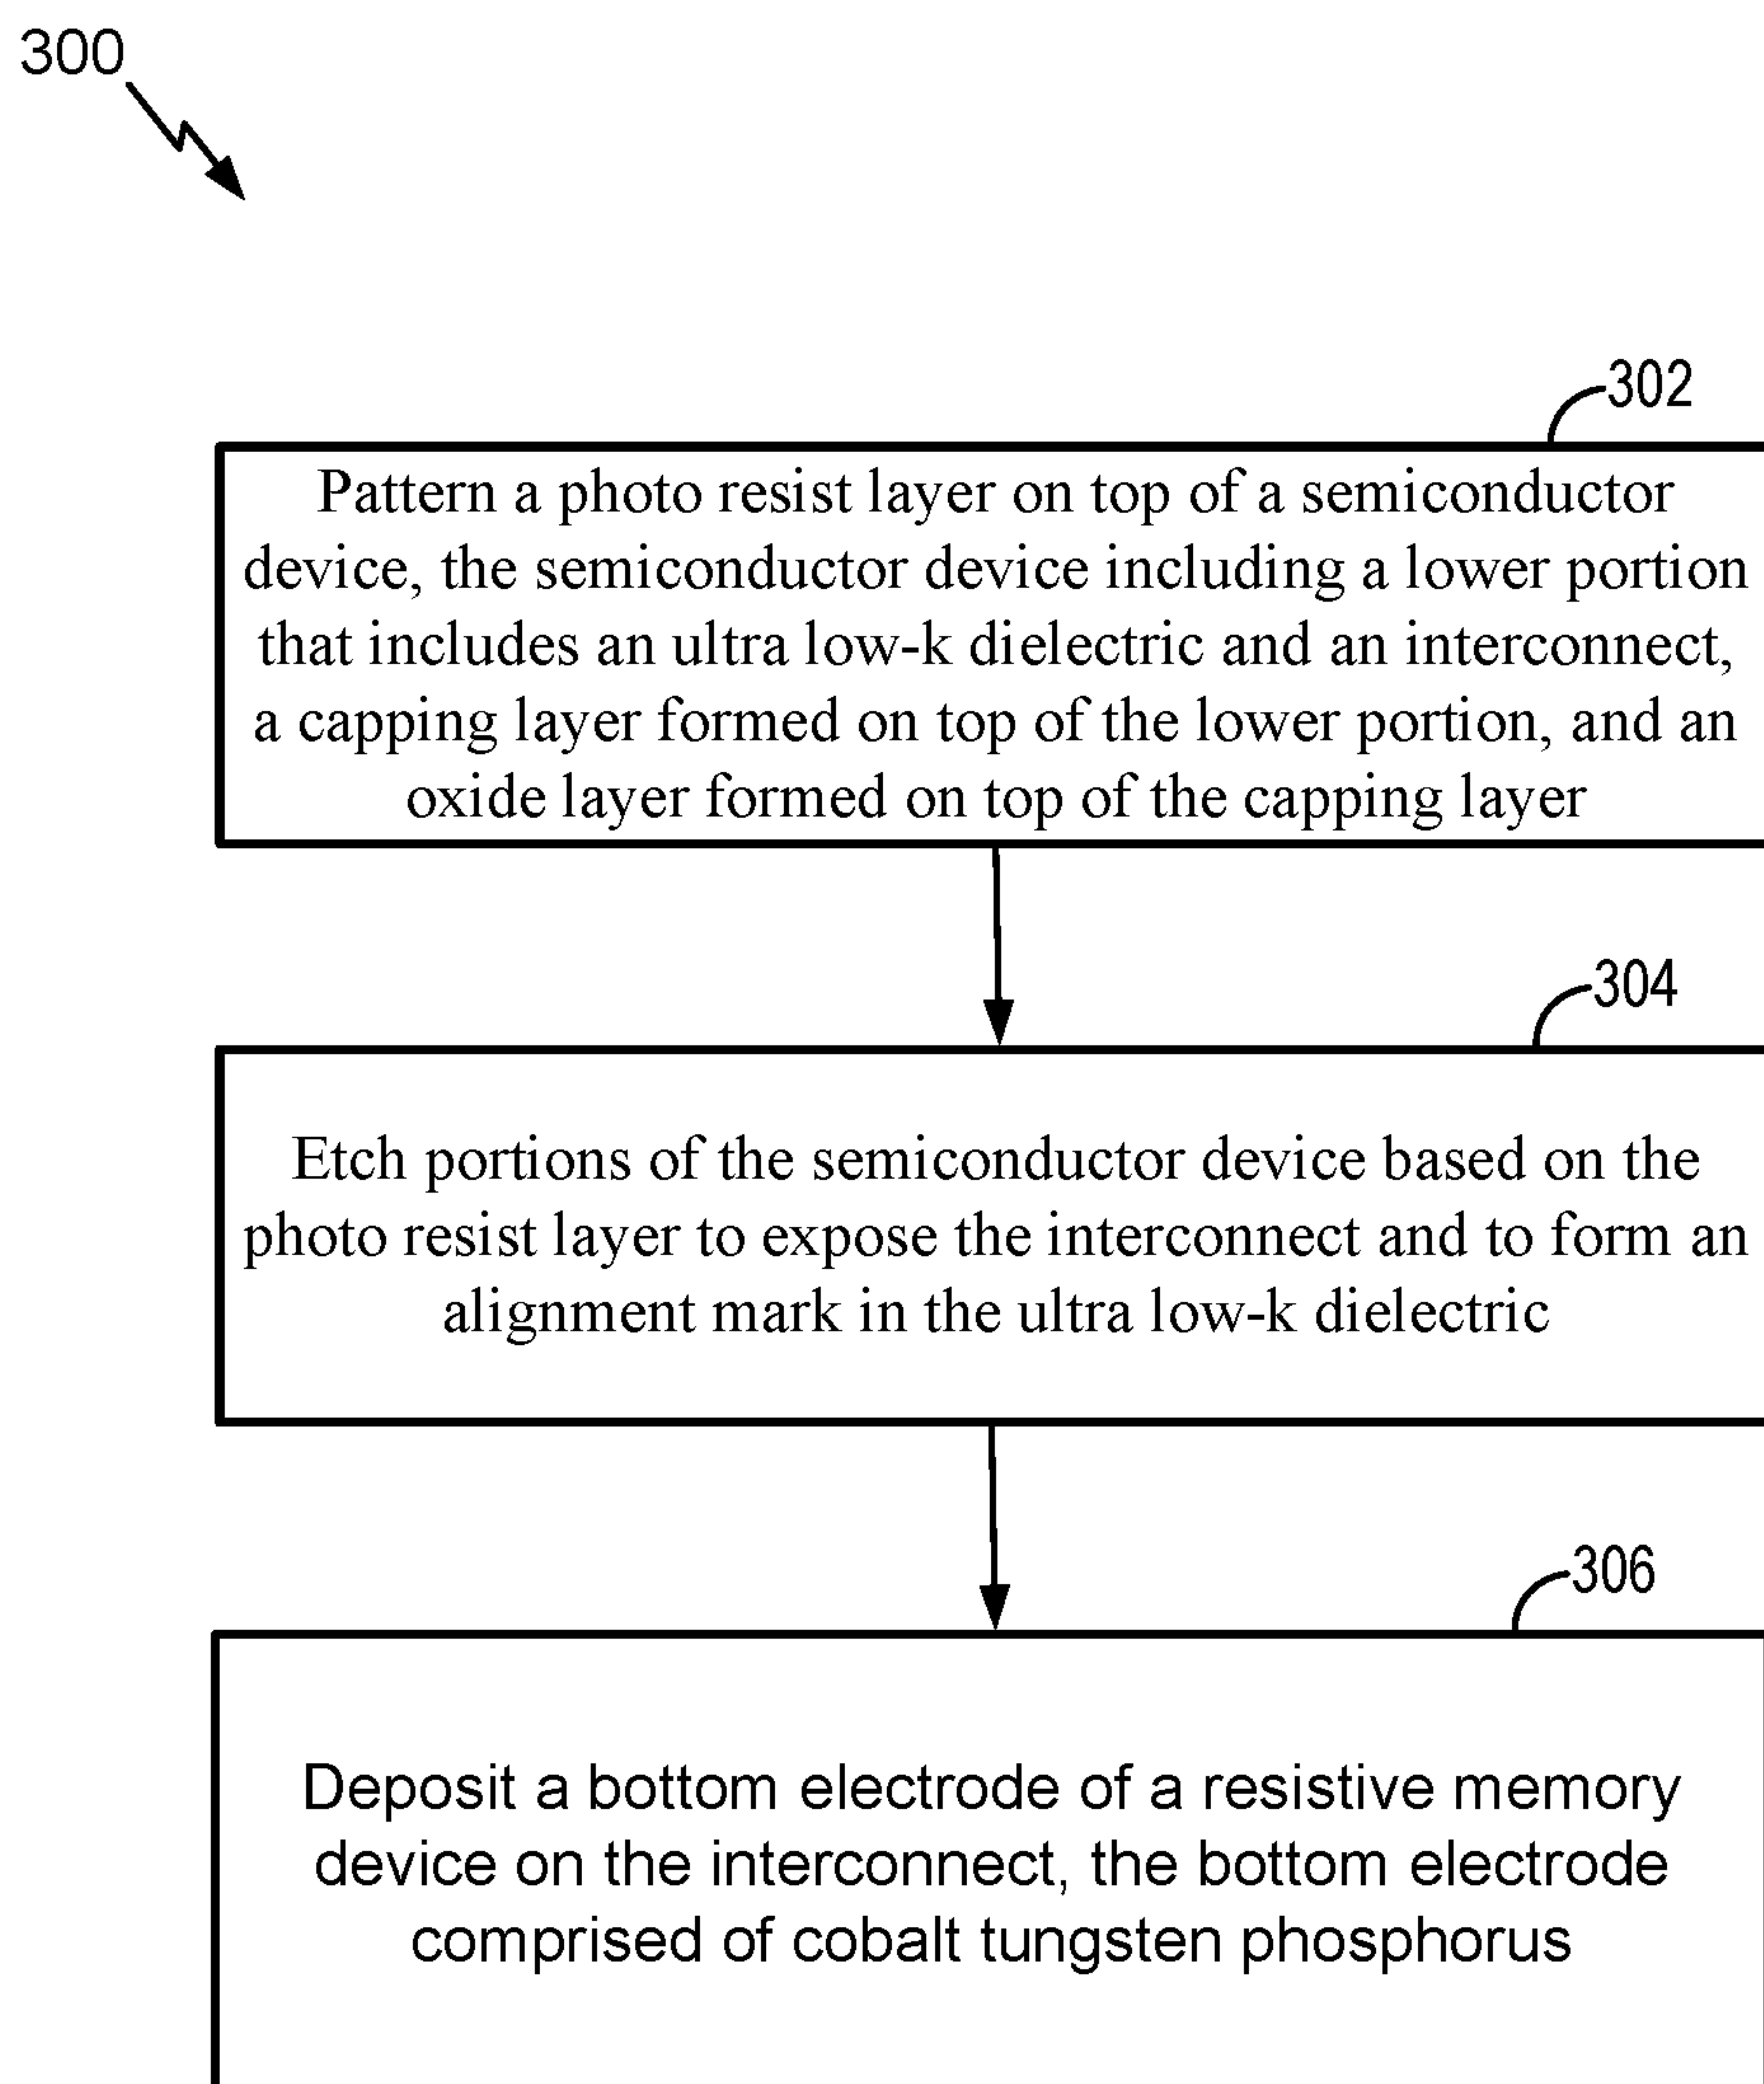 300
302
Pattern a photo resist layer on top of a semiconductor
device, the semiconductor device including a lower portion
that includes an ultra low-k dielectric and an interconnect,
a capping layer formed on top of the lower portion, and an
oxide layer formed on top of the capping layer
304
Etch portions of the semiconductor device based on the
photo resist layer to expose the interconnect and to form an
alignment mark in the ultra low-k dielectric
306
Deposit a bottom electrode of a resistive memory
device on the interconnect, the bottom electrode
comprised of cobalt tungsten phosphorus